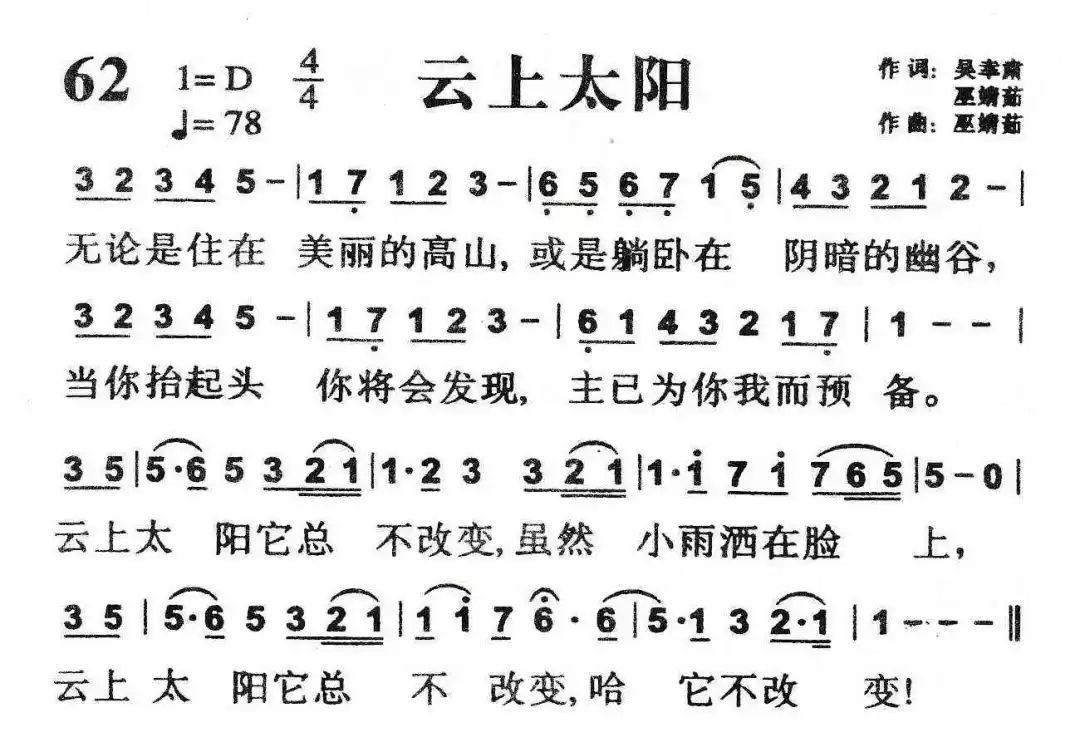 62 1=D 4/4 云上太阳 作词：吴聿肃
♩=78 巫婧茹
作曲：巫婧茹
3 2 3 4 5 - | 1 7̣ 1 2 3 - | 6̣ 5̣ 6̣ 7̣ 1 5̣ | 4 3 2 1 2 - |
无论是住在 美丽的高山, 或是躺卧在 阴暗的幽谷,
3 2 3 4 5 - | 1 7̣ 1 2 3 - | 6̣ 1 4 3 2 1 7̣ | 1 - - |
当你抬起头 你将会发现, 主已为你我而预 备。
3 5 | 5·6 5 3 2 1 | 1·2 3 3 2 1 | 1·1̇ 7 1̇ 7 6 5 | 5 - 0 |
云上太 阳它总 不改变, 虽然 小雨洒在脸 上,
3 5 | 5·6 5 3 2 1 | 1 1̇ 7 6· 6 | 5·1 3 2·1 | 1 - - - ‖
云上 太 阳它总 不 改变, 哈 它不改 变!